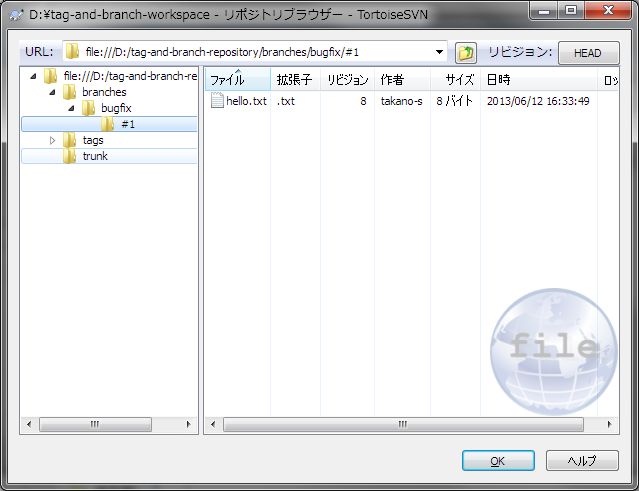 D:¥tag-and-branch-workspace - リポジトリブラウザー - TortoiseSVN
URL: file:///D:/tag-and-branch-repository/branches/bugfix/#1 リビジョン: HEAD
file:///D:/tag-and-branch-re
branches
bugfix
#1
tags
trunk
ファイル 拡張子 リビジョン 作者 サイズ 日時 ロッ
hello.txt .txt 8 takano-s 8 バイト 2013/06/12 16:33:49
file
OK ヘルプ